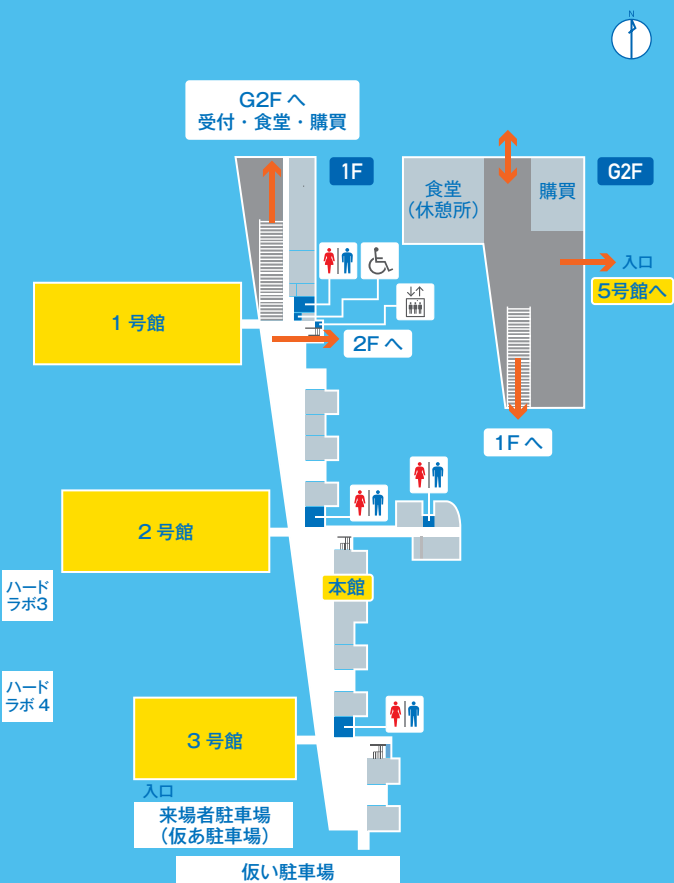 N
G2F へ
受付・食堂・購買
1F
G2F
食堂
(休憩所)
購買
入口
5号館へ
1 号館
2F へ
1F へ
2 号館
ハード
ラボ3
本館
ハード
ラボ 4
3 号館
入口
来場者駐車場
(仮あ駐車場)
仮い駐車場